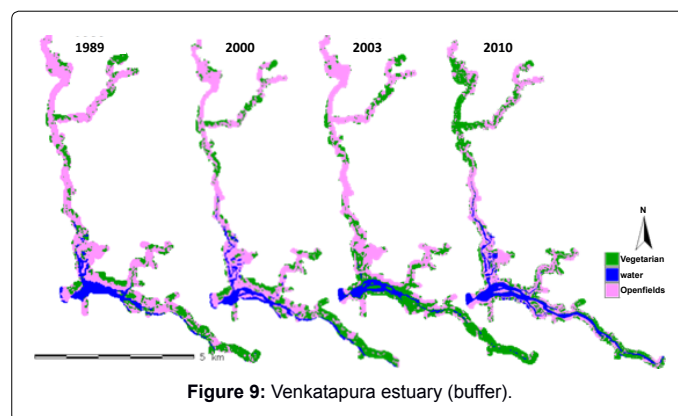 1989 2000 2003 2010
N
Vegetarian
water
Openfields
5 km
Figure 9: Venkatapura estuary (buffer).